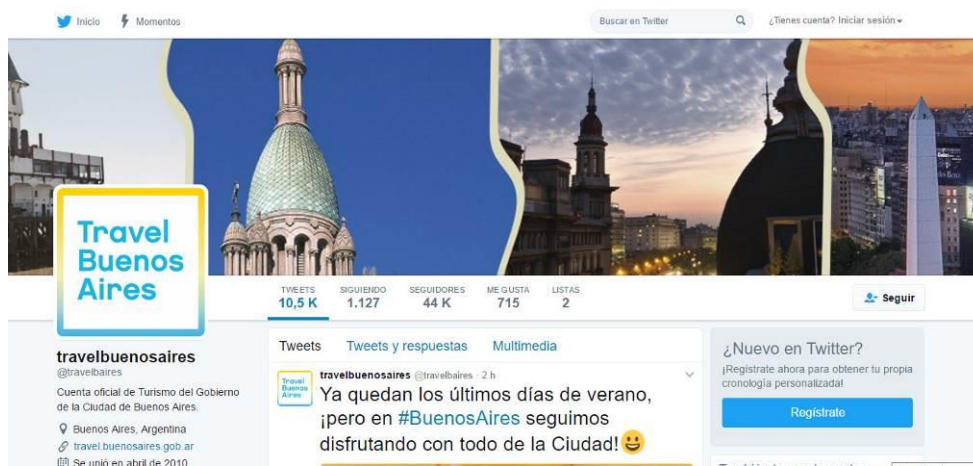 Inicio
Momentos
Buscar en Twitter
¿Tienes cuenta? Iniciar sesión
Travel
Buenos
Aires
TWEETS
10,5 K
SIGUIENDO
1.127
SEGUIDORES
44 K
ME GUSTA
715
LISTAS
2
Seguir
travelbuenosaires
@travelbaires
Cuenta oficial de Turismo del Gobierno
de la Ciudad de Buenos Aires.
Buenos Aires, Argentina
travel.buenosaires.gob.ar
Se unió en abril de 2010
Tweets
Tweets y respuestas
Multimedia
Travel
Buenos
Aires
travelbuenosaires @travelbaires · 2 h
Ya quedan los últimos días de verano,
¡pero en #BuenosAires seguimos
disfrutando con todo de la Ciudad!😀
¿Nuevo en Twitter?
¡Regístrate ahora para obtener tu propia
cronología personalizada!
Regístrate